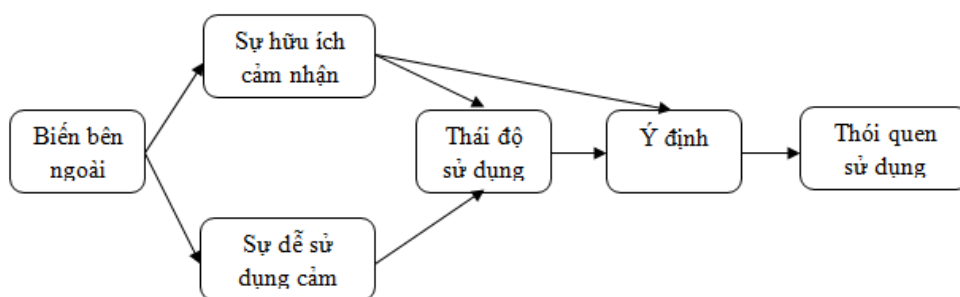 Sự hữu ích
cảm nhận
Biến bên
ngoài
Thái độ
sử dụng
Ý định
Thói quen
sử dụng
Sự dễ sử
dụng cảm